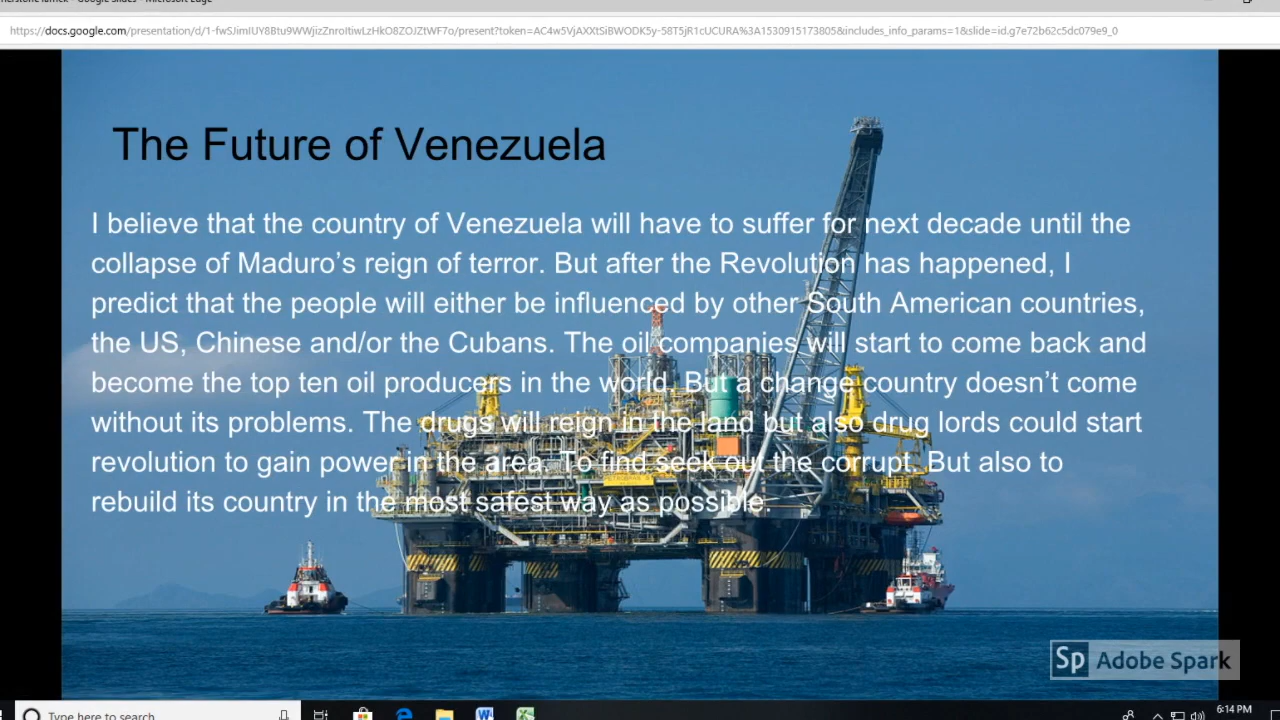 https://docs.google.com/presentation/d/1-fwSJimIUY8Btu9WWjizZnroItiwLzHkO8ZOJZtWF7o/present?token=AC4w5VjAXXtSiBWODK5y-58T5jR1cUCURA%3A1530915173805&includes_info_params=1&slide=id.g7e72b62c5dc079e9_0
The Future of Venezuela
I believe that the country of Venezuela will have to suffer for next decade until the
collapse of Maduro's reign of terror. But after the Revolution has happened, I
predict that the people will either be influenced by other South American countries,
the US, Chinese and/or the Cubans. The oil companies will start to come back and
become the top ten oil producers in the world. But a change country doesn't come
without its problems. The drugs will reign in the land but also drug lords could start
revolution to gain power in the area. To find seek out the corrupt. But also to
rebuild its country in the most safest way as possible.
Sp Adobe Spark
Type here to search
6:14 PM